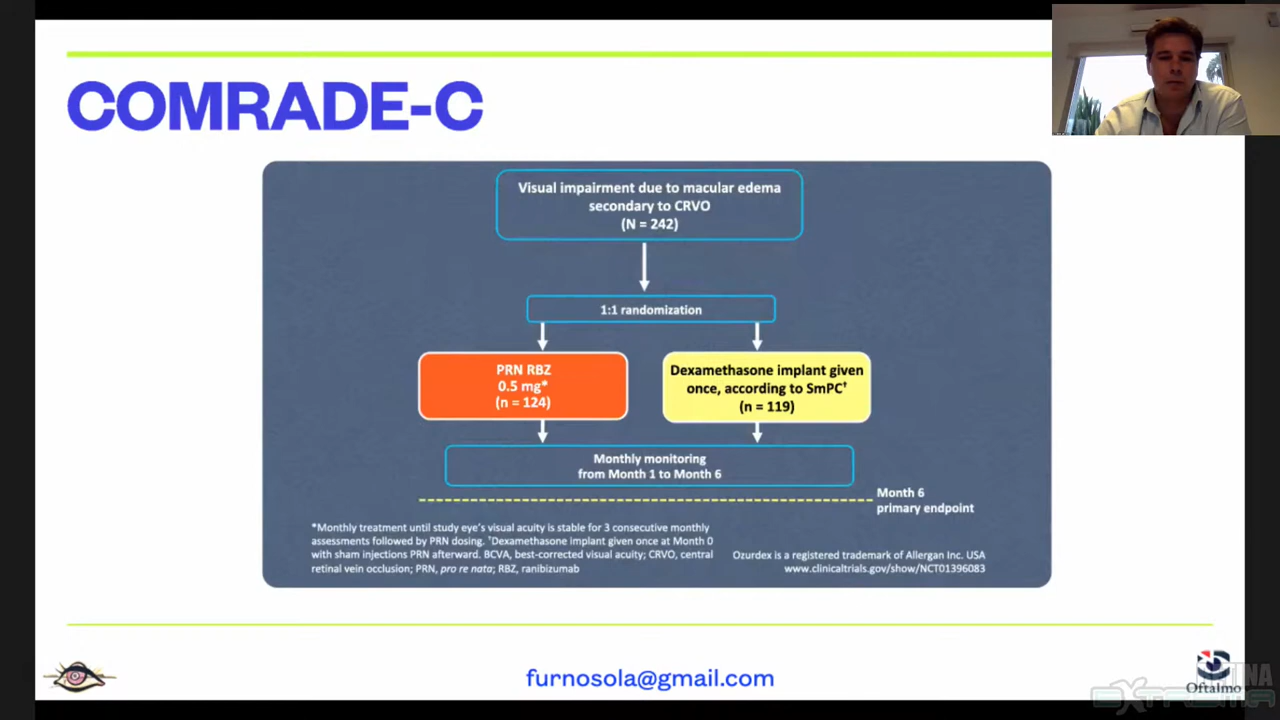 COMRADE-C
Visual impairment due to macular edema
secondary to CRVO
(N = 242)
1:1 randomization
PRN RBZ
0.5 mg*
(n = 124)
Dexamethasone implant given
once, according to SmPC†
(n = 119)
Monthly monitoring
from Month 1 to Month 6
Month 6
primary endpoint
*Monthly treatment until study eye's visual acuity is stable for 3 consecutive monthly
assessments followed by PRN dosing. †Dexamethasone implant given once at Month 0
with sham injections PRN afterward. BCVA, best-corrected visual acuity; CRVO, central
retinal vein occlusion; PRN, pro re nata; RBZ, ranibizumab
Ozurdex is a registered trademark of Allergan Inc. USA
www.clinicaltrials.gov/show/NCT01396083
furnosola@gmail.com
Oftalmo